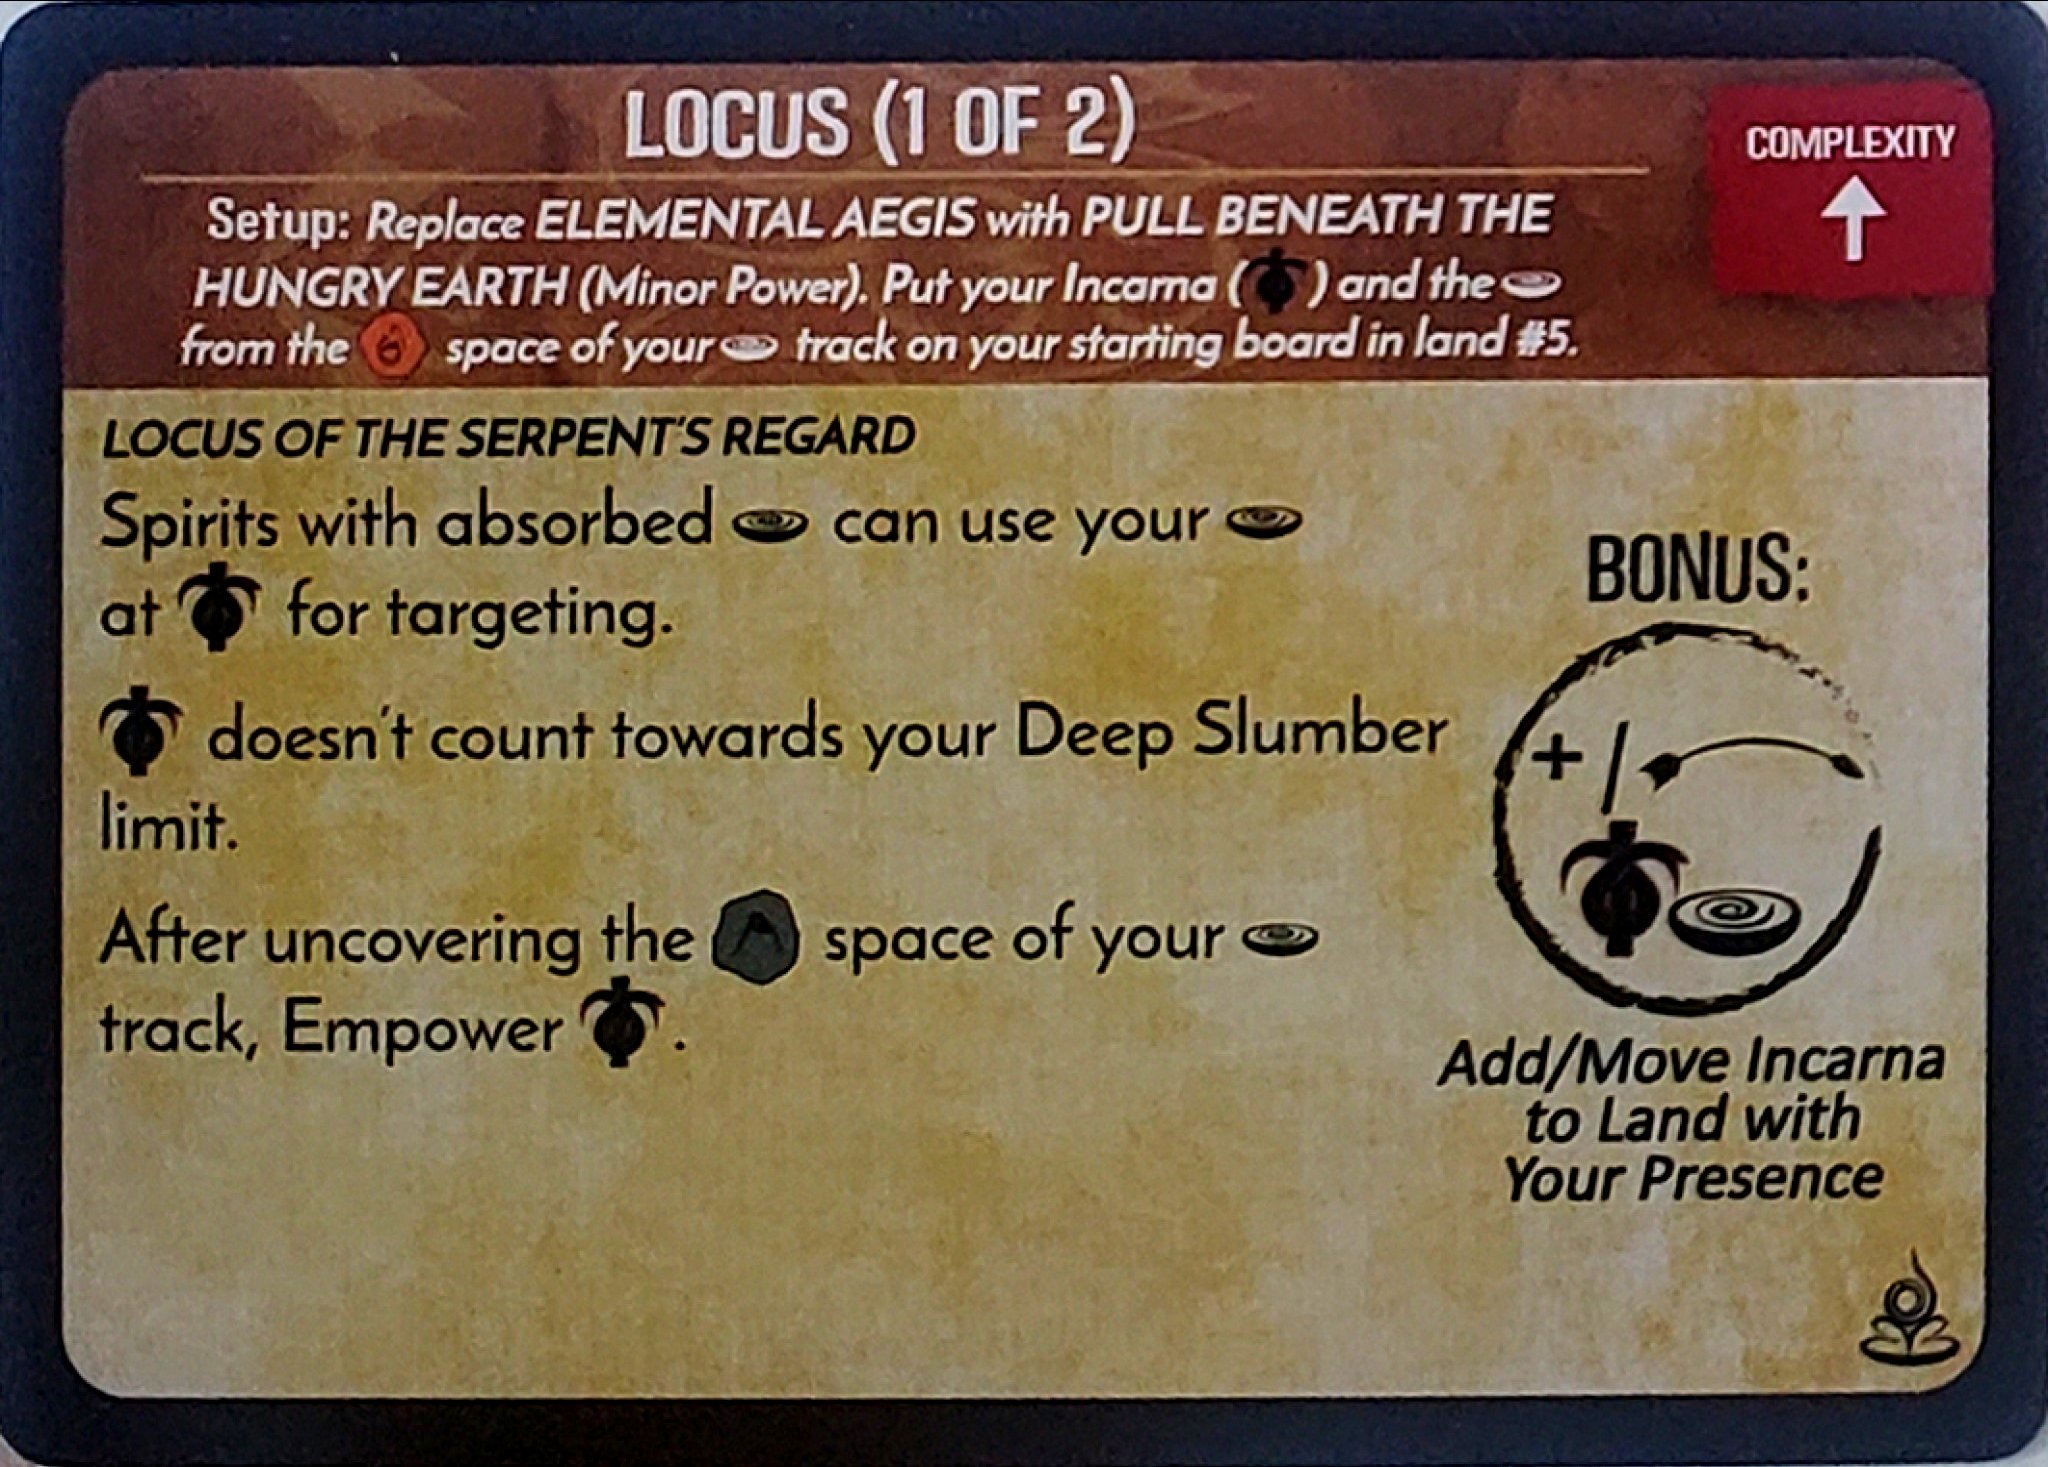 LOCUS (1 OF 2)
COMPLEXITY
Setup: Replace ELEMENTAL AEGIS with PULL BENEATH THE
HUNGRY EARTH (Minor Power). Put your Incarna ( ) and the
from the space of your track on your starting board in land #5.
LOCUS OF THE SERPENT'S REGARD
Spirits with absorbed can use your
at for targeting.
doesn't count towards your Deep Slumber
limit.
After uncovering the space of your
track, Empower .
BONUS:
+ /
Add/Move Incarna
to Land with
Your Presence